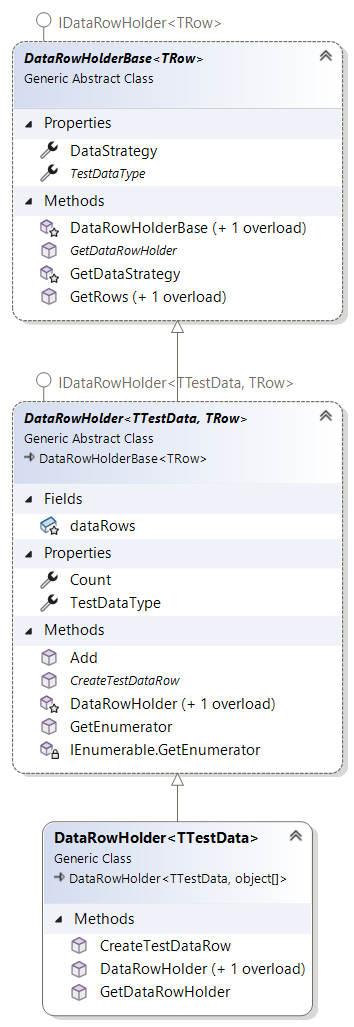 IDataRowHolder<TRow>
DataRowHolderBase<TRow>
Generic Abstract Class
Properties
DataStrategy
TestDataType
Methods
DataRowHolderBase (+ 1 overload)
GetDataRowHolder
GetDataStrategy
GetRows (+ 1 overload)
IDataRowHolder<TTestData, TRow>
DataRowHolder<TTestData, TRow>
Generic Abstract Class
DataRowHolderBase<TRow>
Fields
dataRows
Properties
Count
TestDataType
Methods
Add
CreateTestDataRow
DataRowHolder (+ 1 overload)
GetEnumerator
IEnumerable.GetEnumerator
DataRowHolder<TTestData>
Generic Class
DataRowHolder<TTestData, object[]>
Methods
CreateTestDataRow
DataRowHolder (+ 1 overload)
GetDataRowHolder